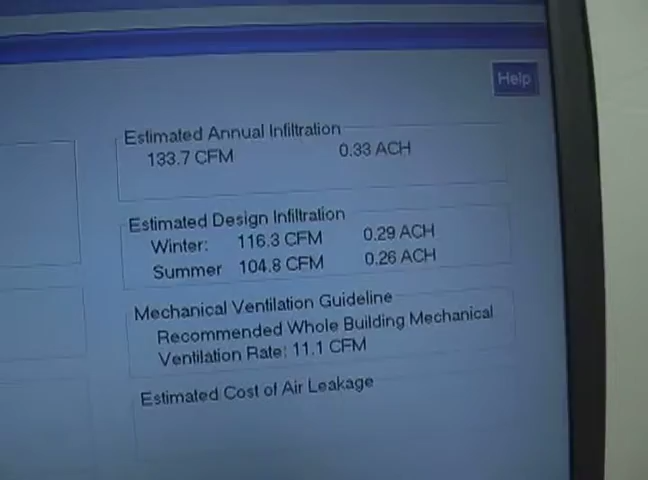 Help
Estimated Annual Infiltration
133.7 CFM 0.33 ACH
Estimated Design Infiltration
Winter: 116.3 CFM 0.29 ACH
Summer 104.8 CFM 0.26 ACH
Mechanical Ventilation Guideline
Recommended Whole Building Mechanical
Ventilation Rate: 11.1 CFM
Estimated Cost of Air Leakage